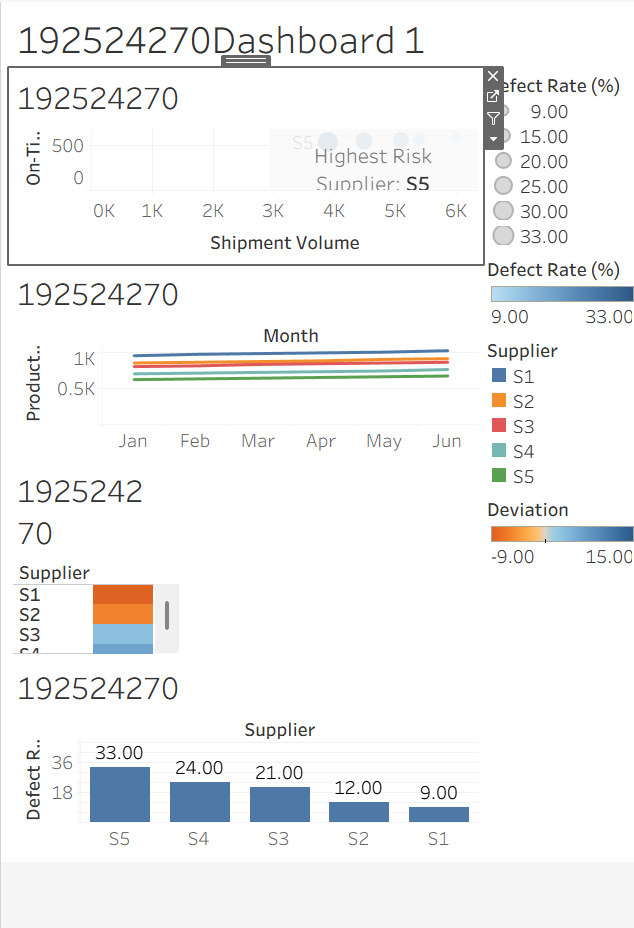 192524270Dashboard 1
192524270
On-Ti..
500
0
S5
Highest Risk
Supplier: S5
0K 1K 2K 3K 4K 5K 6K
Shipment Volume
efect Rate (%)
9.00
15.00
20.00
25.00
30.00
33.00
Defect Rate (%)
9.00 33.00
Supplier
S1
S2
S3
S4
S5
Deviation
-9.00 15.00
192524270
Month
Product..
1K
0.5K
Jan Feb Mar Apr May Jun
1925242
70
Supplier
S1
S2
S3
S4
192524270
Supplier
Defect R..
36
18
33.00 24.00 21.00 12.00 9.00
S5 S4 S3 S2 S1